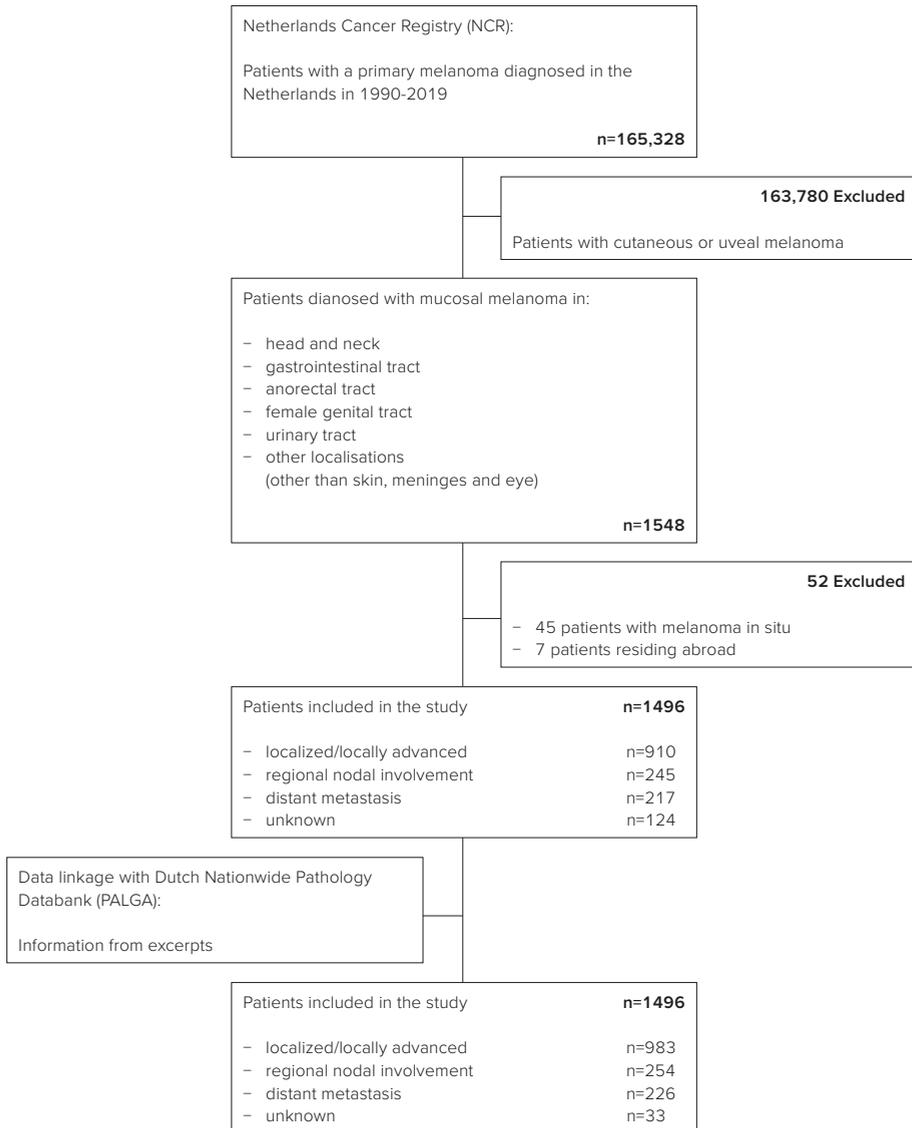 Netherlands Cancer Registry (NCR):
Patients with a primary melanoma diagnosed in the
Netherlands in 1990-2019
n=165,328
163,780 Excluded
Patients with cutaneous or uveal melanoma
Patients dianosed with mucosal melanoma in:
– head and neck
– gastrointestinal tract
– anorectal tract
– female genital tract
– urinary tract
– other localisations
(other than skin, meninges and eye)
n=1548
52 Excluded
– 45 patients with melanoma in situ
– 7 patients residing abroad
Patients included in the study n=1496
– localized/locally advanced n=910
– regional nodal involvement n=245
– distant metastasis n=217
– unknown n=124
Data linkage with Dutch Nationwide Pathology
Databank (PALGA):
Information from excerpts
Patients included in the study n=1496
– localized/locally advanced n=983
– regional nodal involvement n=254
– distant metastasis n=226
– unknown n=33